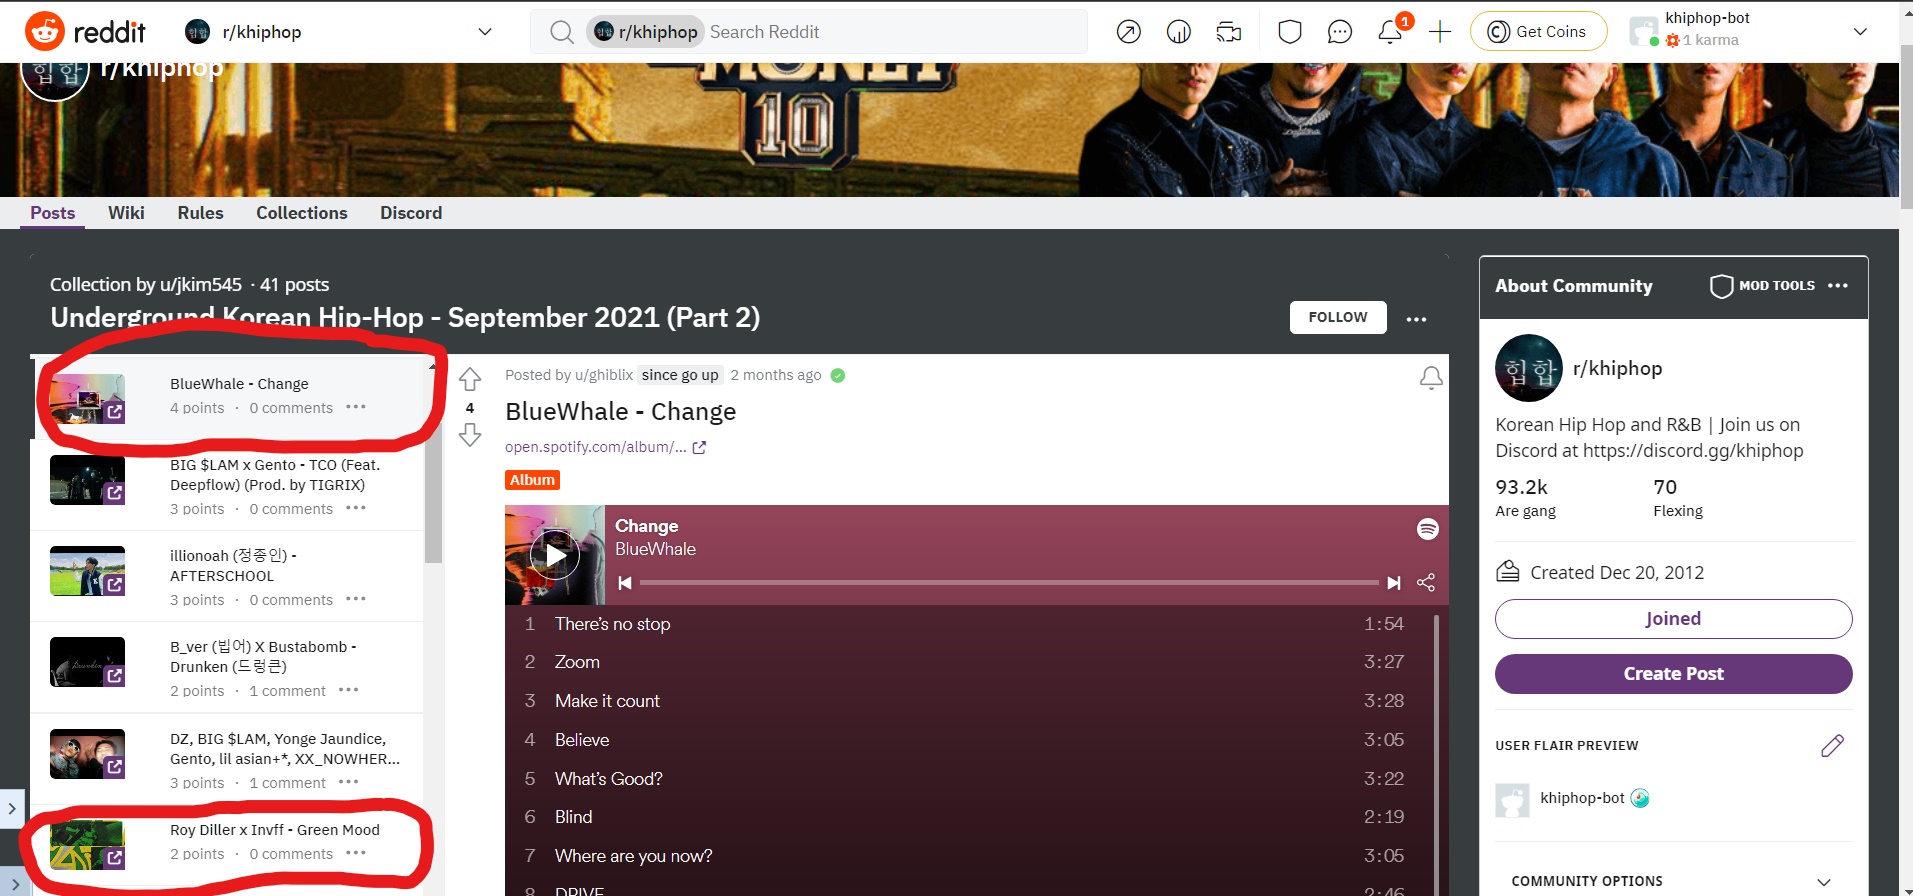 reddit
r/khiphop
r/khiphop Search Reddit
1
Get Coins
khiphop-bot
1 karma
힙합
r/khiphop
MONEY
10
Posts
Wiki
Rules
Collections
Discord
Collection by u/jkim545 · 41 posts
Underground Korean Hip-Hop - September 2021 (Part 2)
FOLLOW
BlueWhale - Change
4 points · 0 comments
BIG $LAM x Gento - TCO (Feat.
Deepflow) (Prod. by TIGRIX)
3 points · 0 comments
illionoah (정종인) -
AFTERSCHOOL
3 points · 0 comments
B_ver (빕어) X Bustabomb -
Drunken (드렁큰)
2 points · 1 comment
DZ, BIG $LAM, Yonge Jaundice,
Gento, lil asian+*, XX_NOWHER...
3 points · 1 comment
Roy Diller x Invff - Green Mood
2 points · 0 comments
4
Posted by u/ghiblix since go up 2 months ago
BlueWhale - Change
open.spotify.com/album/...
Album
Change
BlueWhale
1 There's no stop 1:54
2 Zoom 3:27
3 Make it count 3:28
4 Believe 3:05
5 What's Good? 3:22
6 Blind 2:19
7 Where are you now? 3:05
8 DRIVE 2:46
About Community
MOD TOOLS
힙합
r/khiphop
Korean Hip Hop and R&B | Join us on
Discord at https://discord.gg/khiphop
93.2k
Are gang
70
Flexing
Created Dec 20, 2012
Joined
Create Post
USER FLAIR PREVIEW
khiphop-bot
COMMUNITY OPTIONS